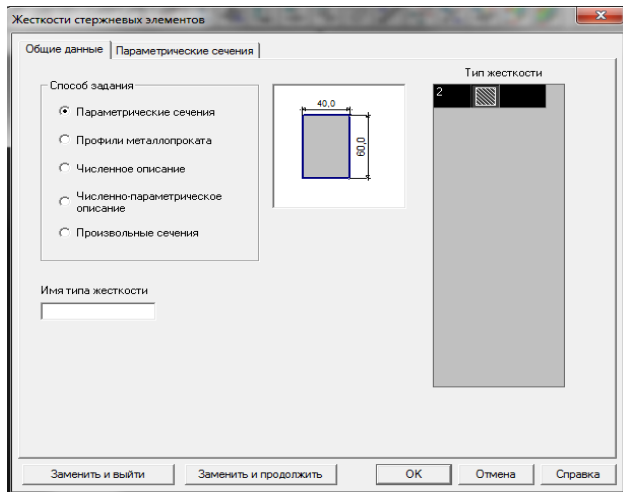 Жесткости стержневых элементов
Общие данные
Параметрические сечения
Тип жесткости
Способ задания
Параметрические сечения
Профили металлопроката
Численное описание
Численно-параметрическое
описание
Произвольные сечения
40,0
60,0
2
Имя типа жесткости
Заменить и выйти
Заменить и продолжить
OK
Отмена
Справка